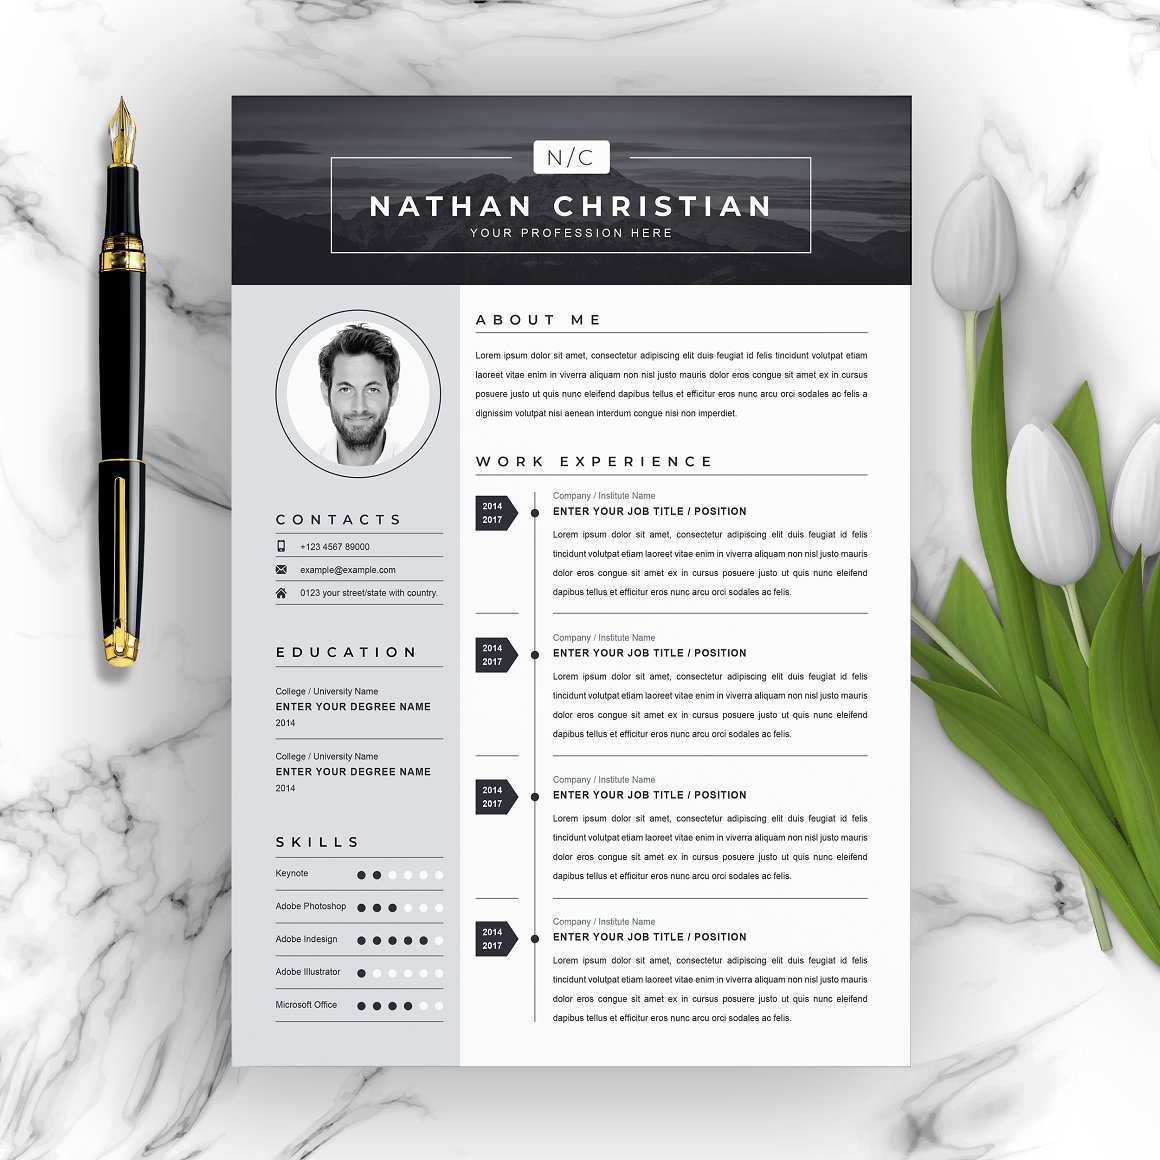 N/C
NATHAN CHRISTIAN
YOUR PROFESSION HERE
CONTACTS
+123 4567 89000
example@example.com
0123 your street/state with country.
EDUCATION
College / University Name
ENTER YOUR DEGREE NAME
2014
College / University Name
ENTER YOUR DEGREE NAME
2014
SKILLS
Keynote
Adobe Photoshop
Adobe Indesign
Adobe Illustrator
Microsoft Office
ABOUT ME
Lorem ipsum dolor sit amet, consectetur adipiscing elit duis feugiat id felis tincidunt volutpat etiam
laoreet vitae enim in viverra aliquam non nisl justo mauris dolor eros congue sit amet ex in cursus
posuere justo ut quis nunc eleifend dapibus tellus et efficitur eros nunc arcu orci sodales ac felis a
dignissim volutpat nisi aenean interdum congue nisi non imperdiet.
WORK EXPERIENCE
2014
2017
Company / Institute Name
ENTER YOUR JOB TITLE / POSITION
Lorem ipsum dolor sit amet, consectetur adipiscing elit duis feugiat id felis
tincidunt volutpat etiam laoreet vitae enim in viverra aliquam non nisl justo mauris
dolor eros congue sit amet ex in cursus posuere justo ut quis nunc eleifend
dapibus tellus et efficitur eros nunc arcu orci sodales ac felis.
2014
2017
Company / Institute Name
ENTER YOUR JOB TITLE / POSITION
Lorem ipsum dolor sit amet, consectetur adipiscing elit duis feugiat id felis
tincidunt volutpat etiam laoreet vitae enim in viverra aliquam non nisl justo mauris
dolor eros congue sit amet ex in cursus posuere justo ut quis nunc eleifend
dapibus tellus et efficitur eros nunc arcu orci sodales ac felis.
2014
2017
Company / Institute Name
ENTER YOUR JOB TITLE / POSITION
Lorem ipsum dolor sit amet, consectetur adipiscing elit duis feugiat id felis
tincidunt volutpat etiam laoreet vitae enim in viverra aliquam non nisl justo mauris
dolor eros congue sit amet ex in cursus posuere justo ut quis nunc eleifend
dapibus tellus et efficitur eros nunc arcu orci sodales ac felis.
2014
2017
Company / Institute Name
ENTER YOUR JOB TITLE / POSITION
Lorem ipsum dolor sit amet, consectetur adipiscing elit duis feugiat id felis
tincidunt volutpat etiam laoreet vitae enim in viverra aliquam non nisl justo mauris
dolor eros congue sit amet ex in cursus posuere justo ut quis nunc eleifend
dapibus tellus et efficitur eros nunc arcu orci sodales ac felis.